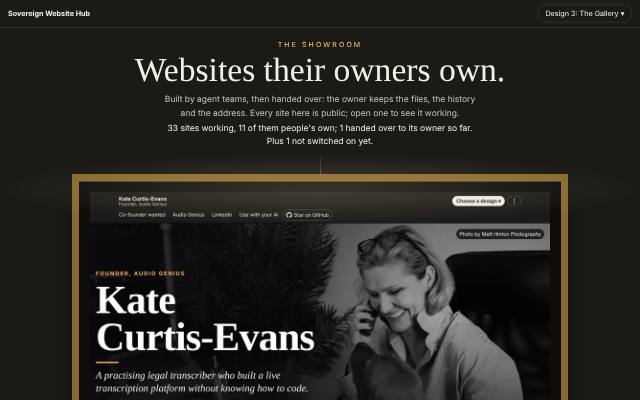 Sovereign Website Hub
Design 3: The Gallery ▾
THE SHOWROOM
Websites their owners own.
Built by agent teams, then handed over: the owner keeps the files, the history
and the address. Every site here is public; open one to see it working.
33 sites working, 11 of them people's own; 1 handed over to its owner so far.
Plus 1 not switched on yet.
Kate Curtis-Evans
Founder, Audio Genius
Choose a design ▾
Co-founder wanted Audio Genius LinkedIn Use with your AI Star on GitHub
Photo by Matt Hinton Photography
FOUNDER, AUDIO GENIUS
Kate
Curtis-Evans
A practising legal transcriber who built a live
transcription platform without knowing how to code.